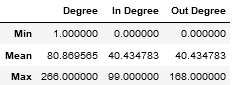 Degree In Degree Out Degree
Min 1.000000 0.000000 0.000000
Mean 80.869565 40.434783 40.434783
Max 266.000000 99.000000 168.000000